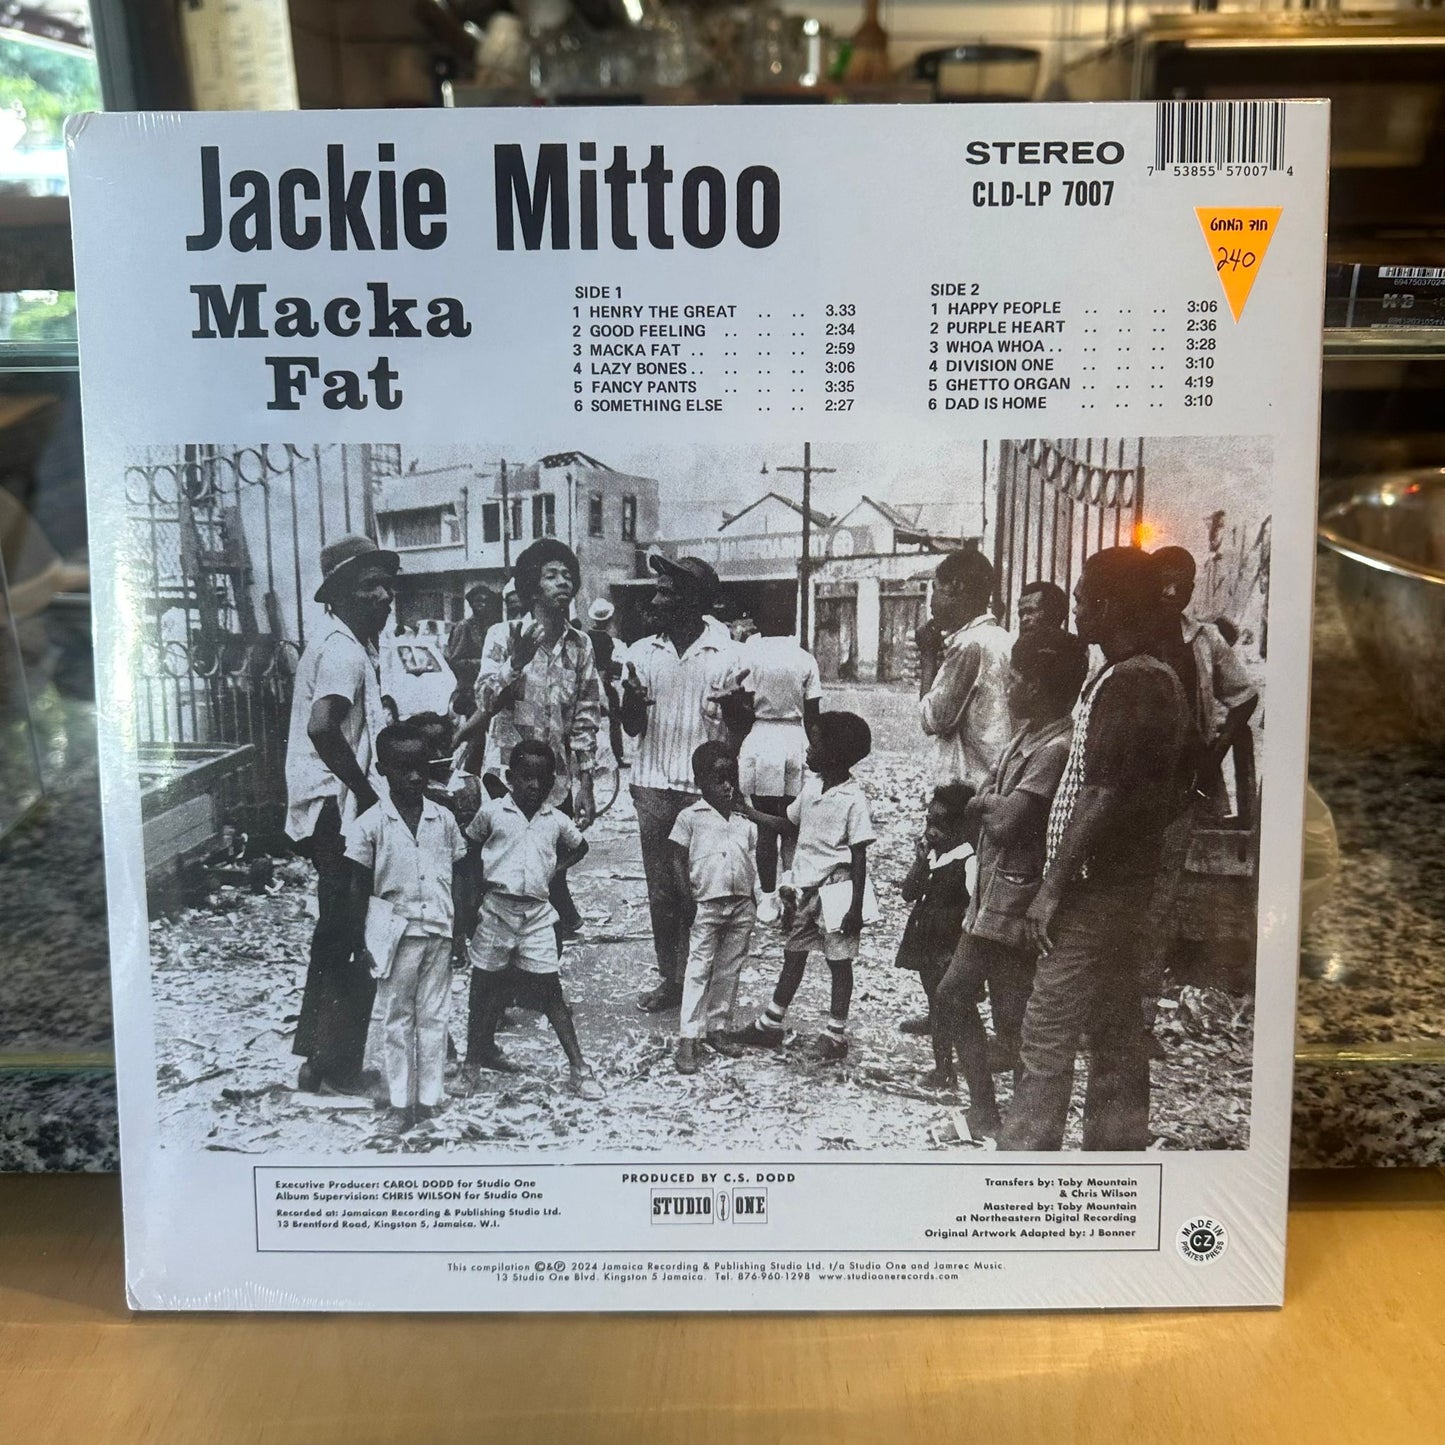 Jackie Mittoo
Macka
Fat
STEREO
CLD-LP 7007
7 53855 57007 4
חוד המחט
240
SIDE 1
1 HENRY THE GREAT .. .. 3.33
2 GOOD FEELING .. .. .. 2:34
3 MACKA FAT .. .. .. .. 2:59
4 LAZY BONES .. .. .. .. 3:06
5 FANCY PANTS .. .. .. 3:35
6 SOMETHING ELSE .. .. 2:27
SIDE 2
1 HAPPY PEOPLE .. .. .. 3:06
2 PURPLE HEART .. .. .. 2:36
3 WHOA WHOA .. .. .. .. 3:28
4 DIVISION ONE .. .. .. 3:10
5 GHETTO ORGAN .. .. .. 4:19
6 DAD IS HOME .. .. .. 3:10
Executive Producer: CAROL DODD for Studio One
Album Supervision: CHRIS WILSON for Studio One
Recorded at: Jamaican Recording & Publishing Studio Ltd.
13 Brentford Road, Kingston 5, Jamaica. W.I.
PRODUCED BY C.S. DODD
STUDIO ONE
Transfers by: Toby Mountain
& Chris Wilson
Mastered by: Toby Mountain
at Northeastern Digital Recording
Original Artwork Adapted by: J Bonner
MADE IN
CZ
PIRATES PRESS
This compilation ©&℗ 2024 Jamaica Recording & Publishing Studio Ltd. t/a Studio One and Jamrec Music.
13 Studio One Blvd. Kingston 5 Jamaica. Tel. 876-960-1298 www.studioonerecords.com